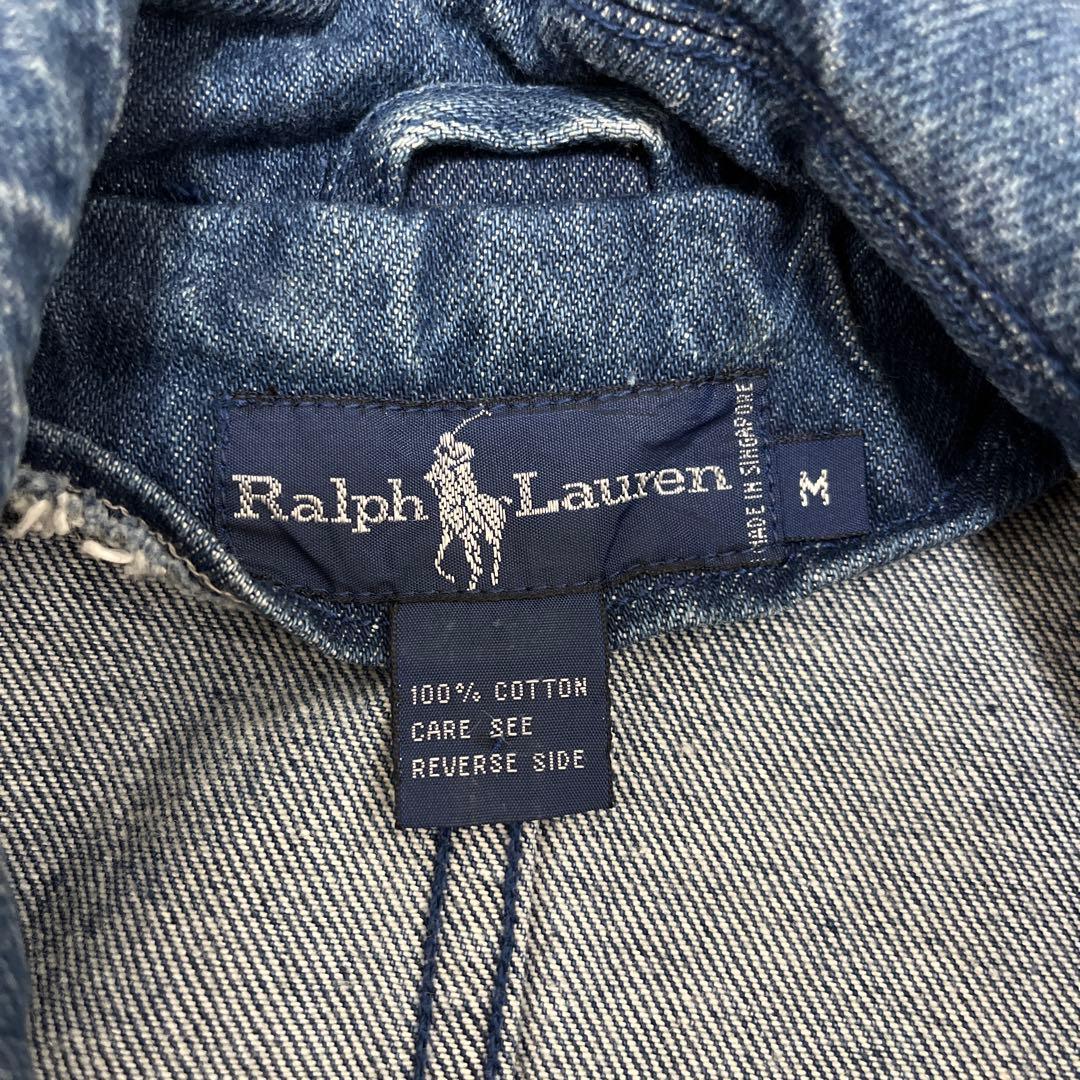 Ralph Lauren
MADE IN SINGAPORE
M
100% COTTON
CARE SEE
REVERSE SIDE